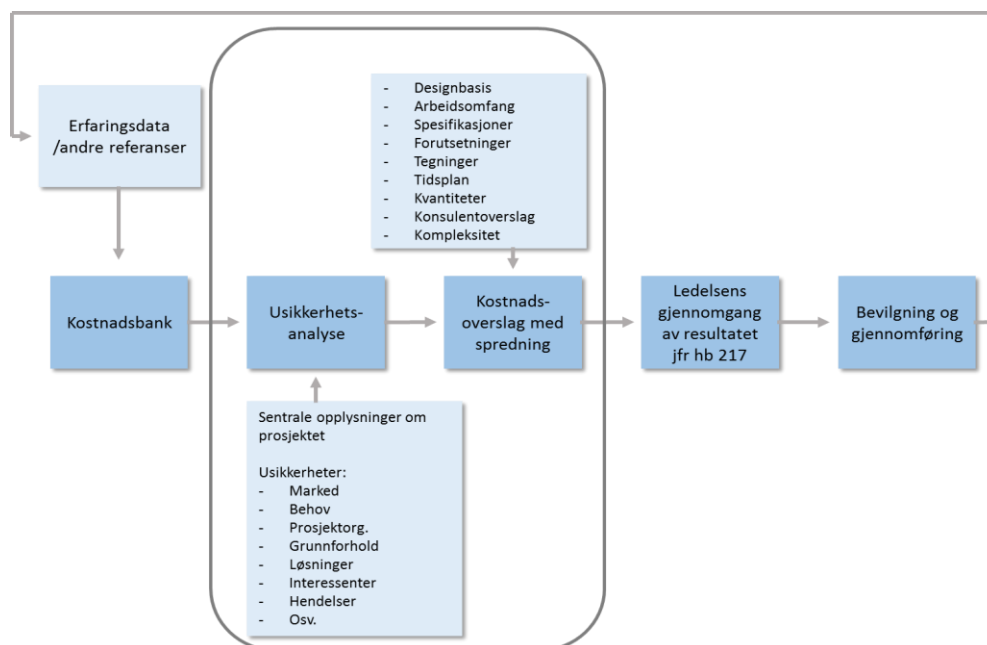 Erfaringsdata
/andre referanser
- Designbasis
- Arbeidsomfang
- Spesifikasjoner
- Forutsetninger
- Tegninger
- Tidsplan
- Kvantiteter
- Konsulentoverslag
- Kompleksitet
Kostnadsbank
Usikkerhets-
analyse
Kostnads-
overslag med
spredning
Ledelsens
gjennomgang
av resultatet
jfr hb 217
Bevilgning og
gjennomføring
Sentrale opplysninger om
prosjektet
Usikkerheter:
- Marked
- Behov
- Prosjektorg.
- Grunnforhold
- Løsninger
- Interessenter
- Hendelser
- Osv.